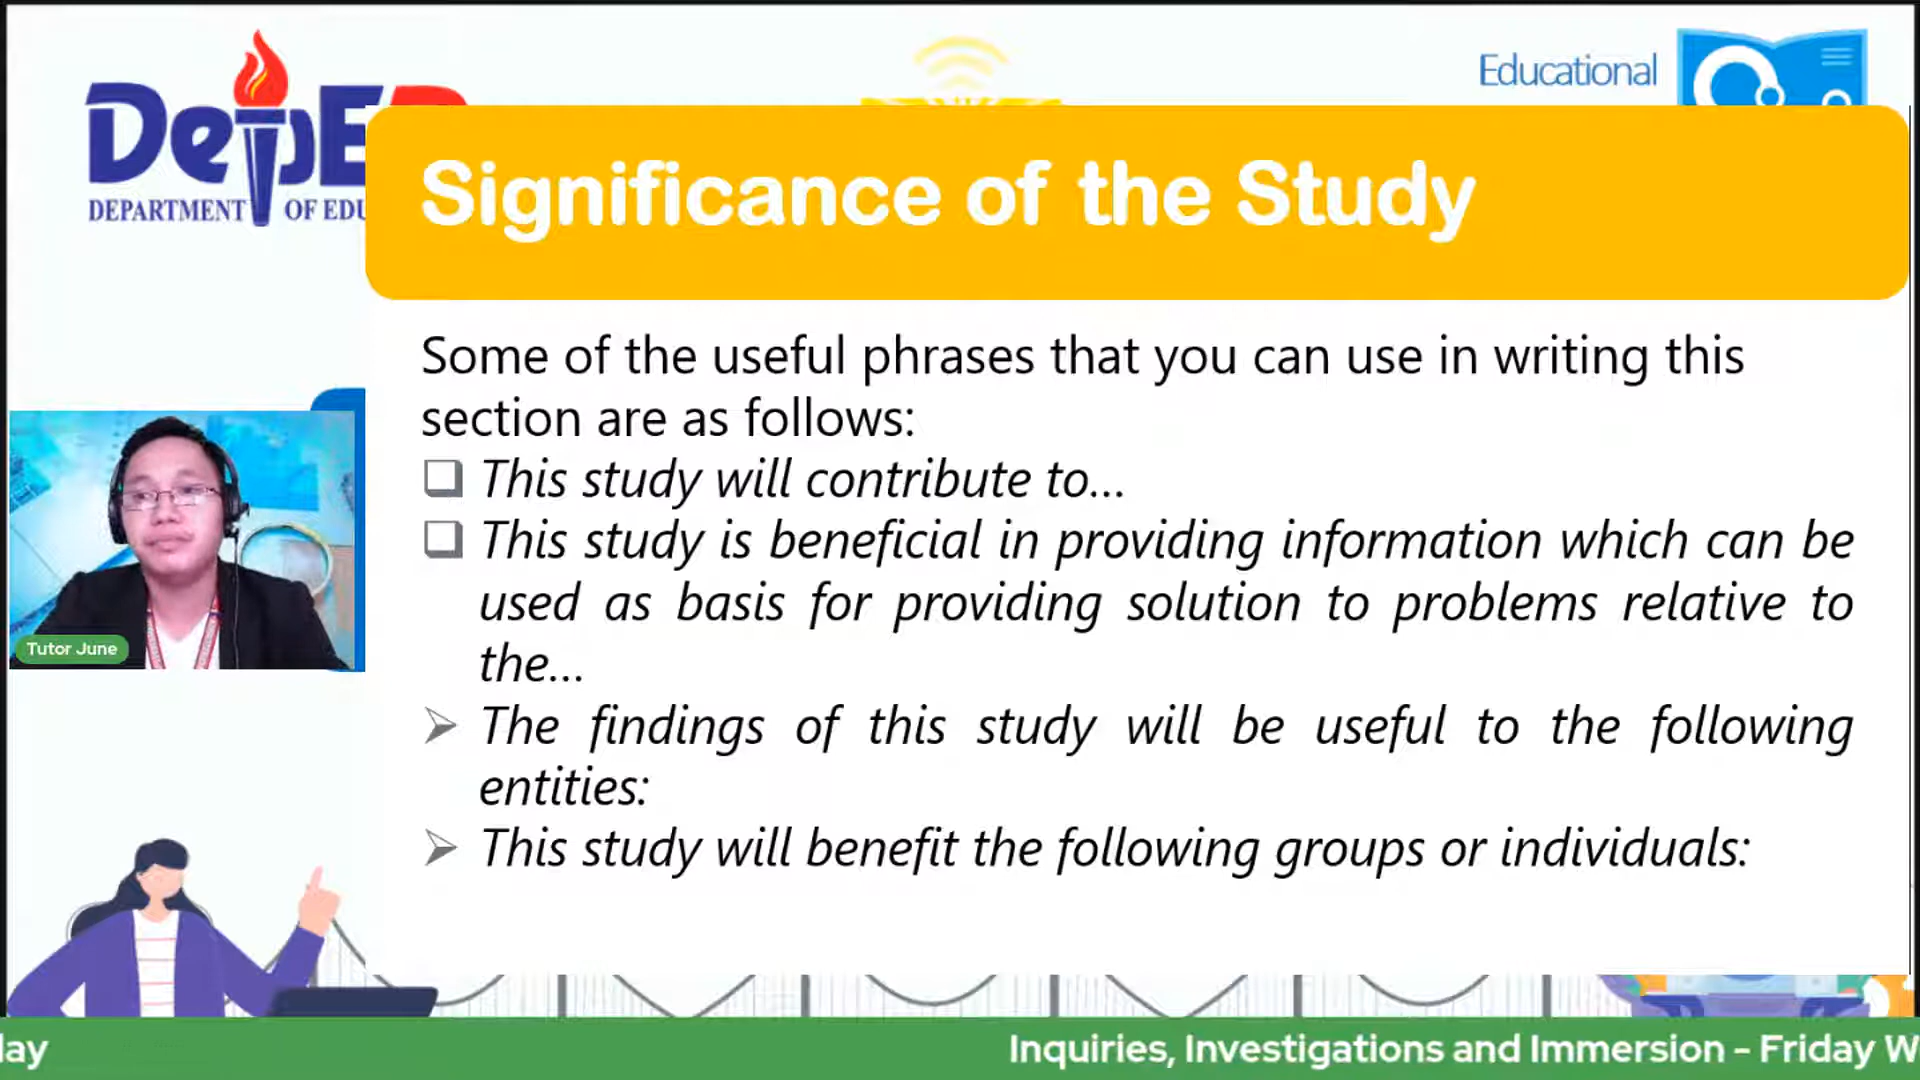 DepE
DEPARTMENT OF EDU
Educational
Significance of the Study
Some of the useful phrases that you can use in writing this
section are as follows:
This study will contribute to...
This study is beneficial in providing information which can be
used as basis for providing solution to problems relative to
the...
The findings of this study will be useful to the following
entities:
This study will benefit the following groups or individuals:
Tutor June
lay
Inquiries, Investigations and Immersion - Friday W